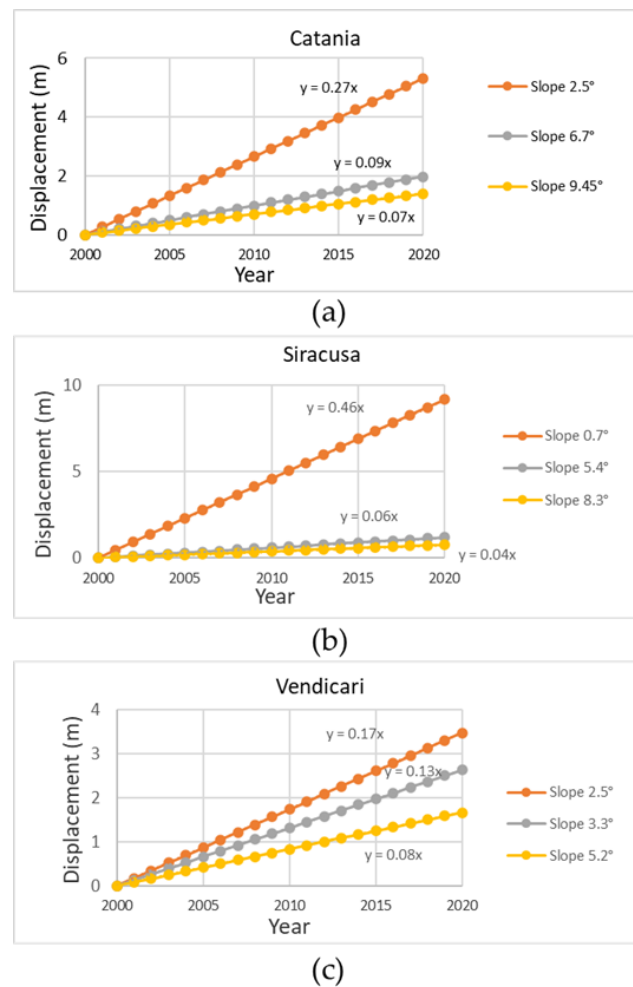 Catania
Displacement (m)
6
4
2
0
y = 0.27x
y = 0.09x
y = 0.07x
2000 2005 2010 2015 2020
Year
Slope 2.5°
Slope 6.7°
Slope 9.45°
(a)
Siracusa
Displacement (m)
10
5
0
y = 0.46x
y = 0.06x
y = 0.04x
2000 2005 2010 2015 2020
Year
Slope 0.7°
Slope 5.4°
Slope 8.3°
(b)
Vendicari
Displacement (m)
4
3
2
1
0
y = 0.17x
y = 0.13x
y = 0.08x
2000 2005 2010 2015 2020
Year
Slope 2.5°
Slope 3.3°
Slope 5.2°
(c)